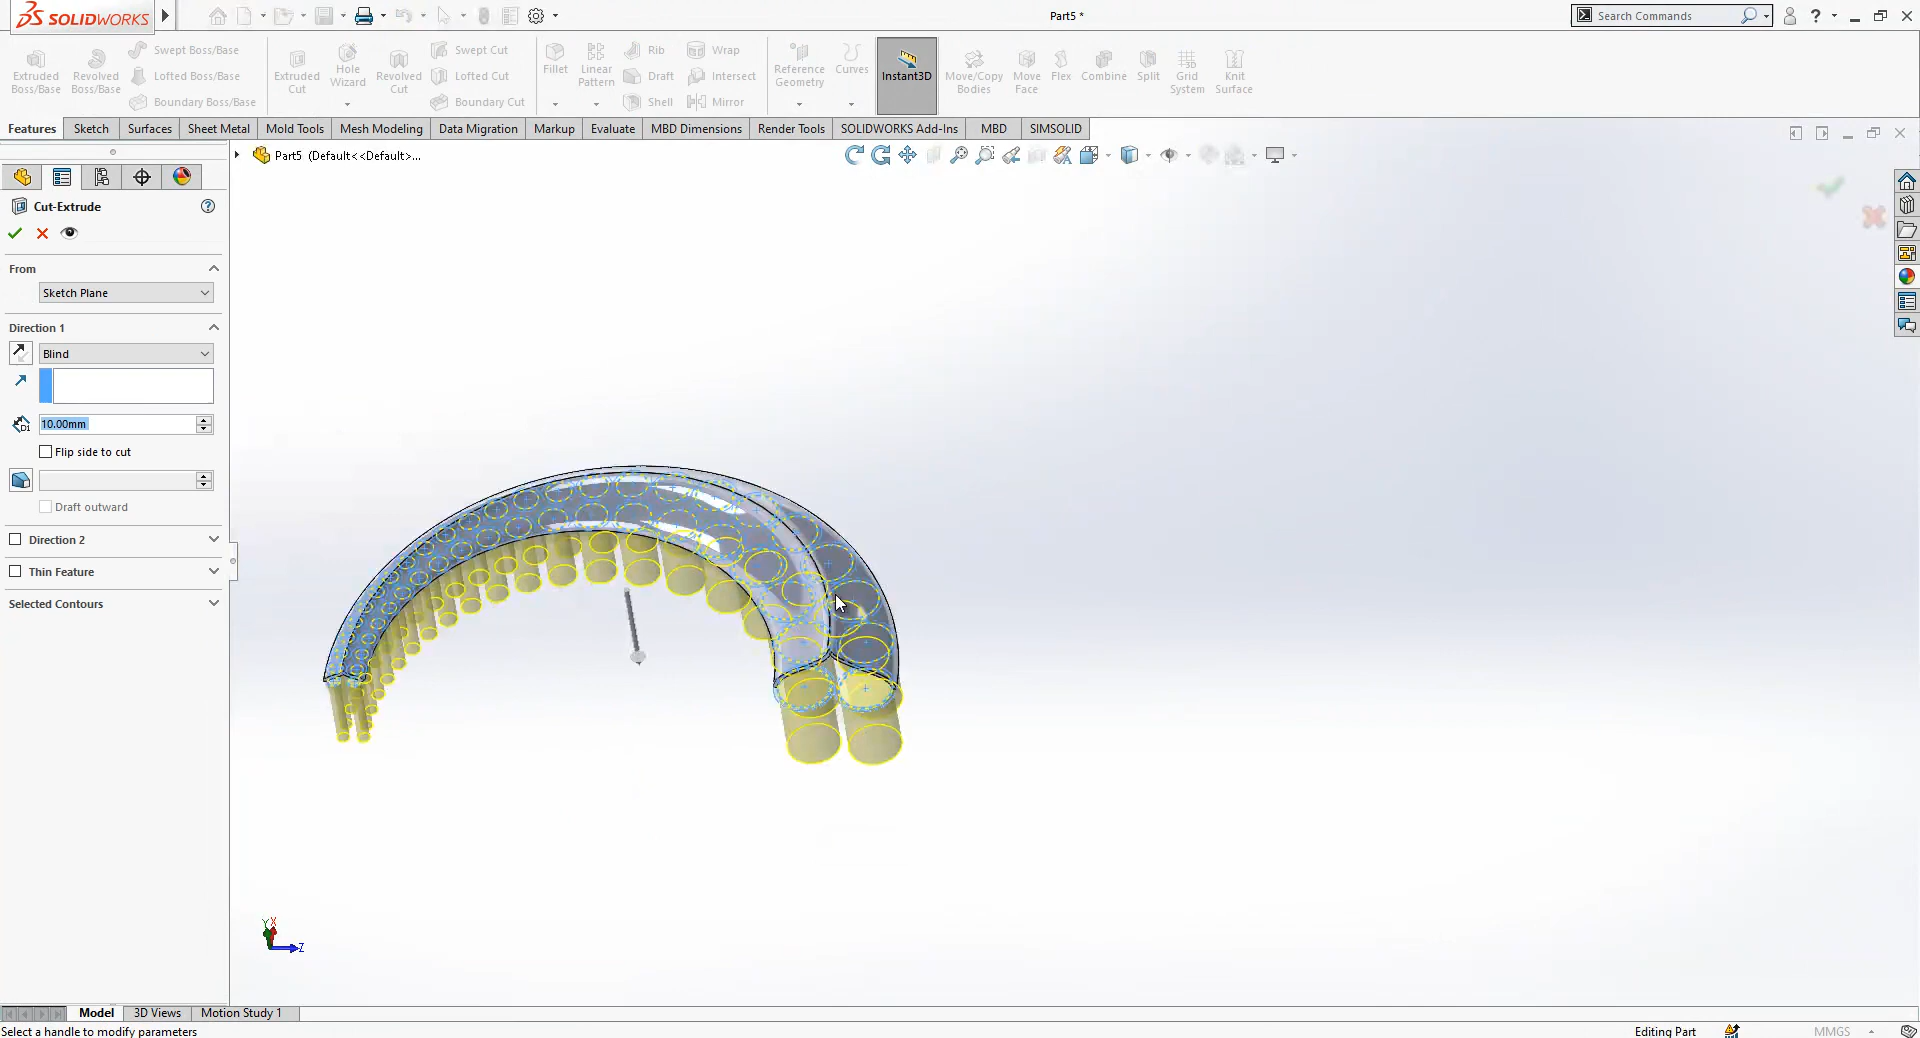 SOLIDWORKS
Part5 *
Search Commands
Extruded Boss/Base
Revolved Boss/Base
Swept Boss/Base
Lofted Boss/Base
Boundary Boss/Base
Extruded Cut
Hole Wizard
Revolved Cut
Swept Cut
Lofted Cut
Boundary Cut
Fillet
Linear Pattern
Rib
Draft
Shell
Wrap
Intersect
Mirror
Reference Geometry
Curves
Instant3D
Move/Copy Bodies
Move Face
Flex
Combine
Split
Grid System
Knit Surface
Features
Sketch
Surfaces
Sheet Metal
Mold Tools
Mesh Modeling
Data Migration
Markup
Evaluate
MBD Dimensions
Render Tools
SOLIDWORKS Add-Ins
MBD
SIMSOLID
Part5 (Default<<Default>...
Cut-Extrude
From
Sketch Plane
Direction 1
Blind
D1
10.00mm
Flip side to cut
Draft outward
Direction 2
Thin Feature
Selected Contours
Y
X
Z
Model
3D Views
Motion Study 1
Select a handle to modify parameters
Editing Part
MMGS